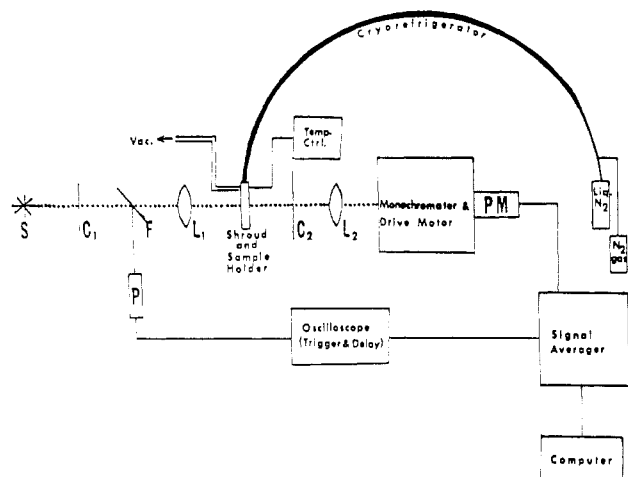 Cryorefrigerator
Vac.
Temp.
Ctrl.
S
C1
F
L1
Shroud
and
Sample
Holder
C2
L2
Monochromater &
Drive Motor
PM
Liq.
N2
N2
gas
P
Oscilloscope
(Trigger & Delay)
Signal
Averager
Computer